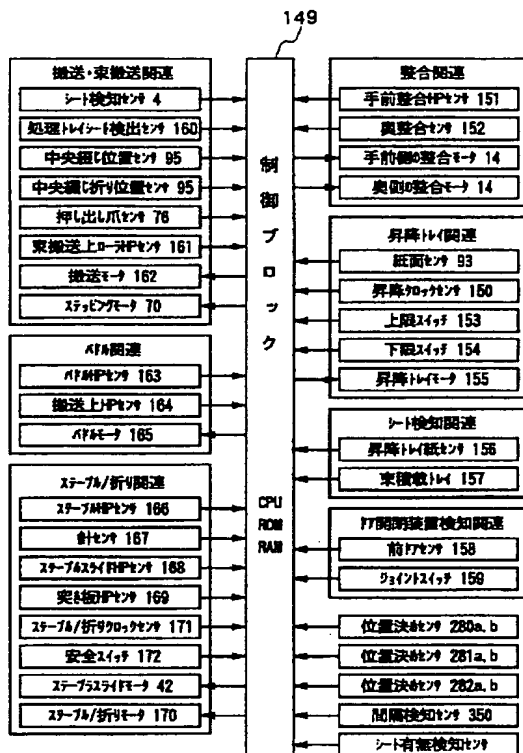 149
搬送・束搬送関連
シート検知センサ 4
処理トレイシート検出センサ 160
中央綴じ位置センサ 95
中央綴じ折り位置センサ 95
押し出し爪センサ 76
束搬送上ローラHPセンサ 161
搬送モータ 162
ステッピングモータ 70
パドル関連
パドルHPセンサ 163
搬送上HPセンサ 164
パドルモータ 165
ステープル/折り関連
ステープルHPセンサ 166
針センサ 167
ステープルスライドHPセンサ 168
突き板HPセンサ 169
ステープル/折りクロックセンサ 171
安全スイッチ 172
ステープラスライドモータ 42
ステープル/折りモータ 170
制御ブロック
CPU
ROM
RAM
整合関連
手前整合HPセンサ 151
奥整合センサ 152
手前側の整合モータ 14
奥側の整合モータ 14
昇降トレイ関連
紙面センサ 93
昇降クロックセンサ 150
上限スイッチ 153
下限スイッチ 154
昇降トレイモータ 155
シート検知関連
昇降トレイ紙センサ 156
束積載トレイ 157
ドア開閉装置検知関連
前ドアセンサ 158
ジョイントスイッチ 159
位置決めセンサ 280a,b
位置決めセンサ 281a,b
位置決めセンサ 282a,b
間隔検知センサ 350
シート有無検知センサ